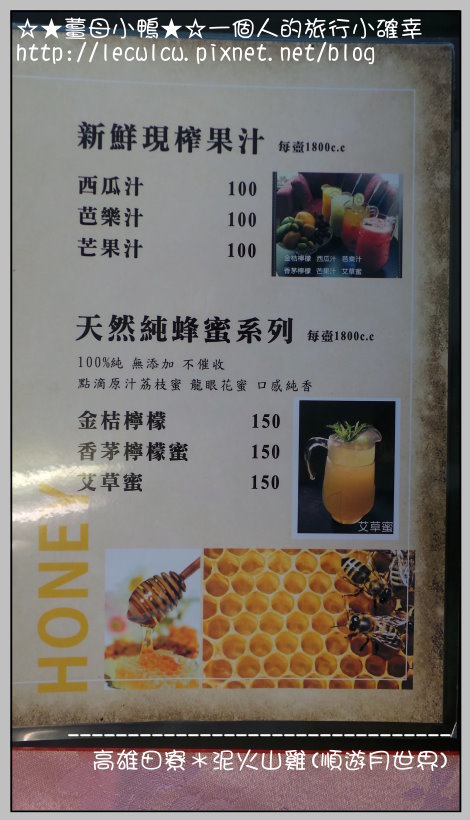 ☆★薑母小鴨★☆一個人的旅行小確幸
http://leculcw.pixnet.net/blog
新鮮現榨果汁 每壺1800c.c
西瓜汁 100
芭樂汁 100
芒果汁 100
金桔檸檬 西瓜汁 芭樂汁
香茅檸檬 芒果汁 艾草蜜
天然純蜂蜜系列 每壺1800c.c
100%純 無添加 不催收
點滴原汁荔枝蜜 龍眼花蜜 口感純香
金桔檸檬 150
香茅檸檬蜜 150
艾草蜜 150
艾草蜜
HONEY
高雄田寮＊泥火山雞(順遊月世界)